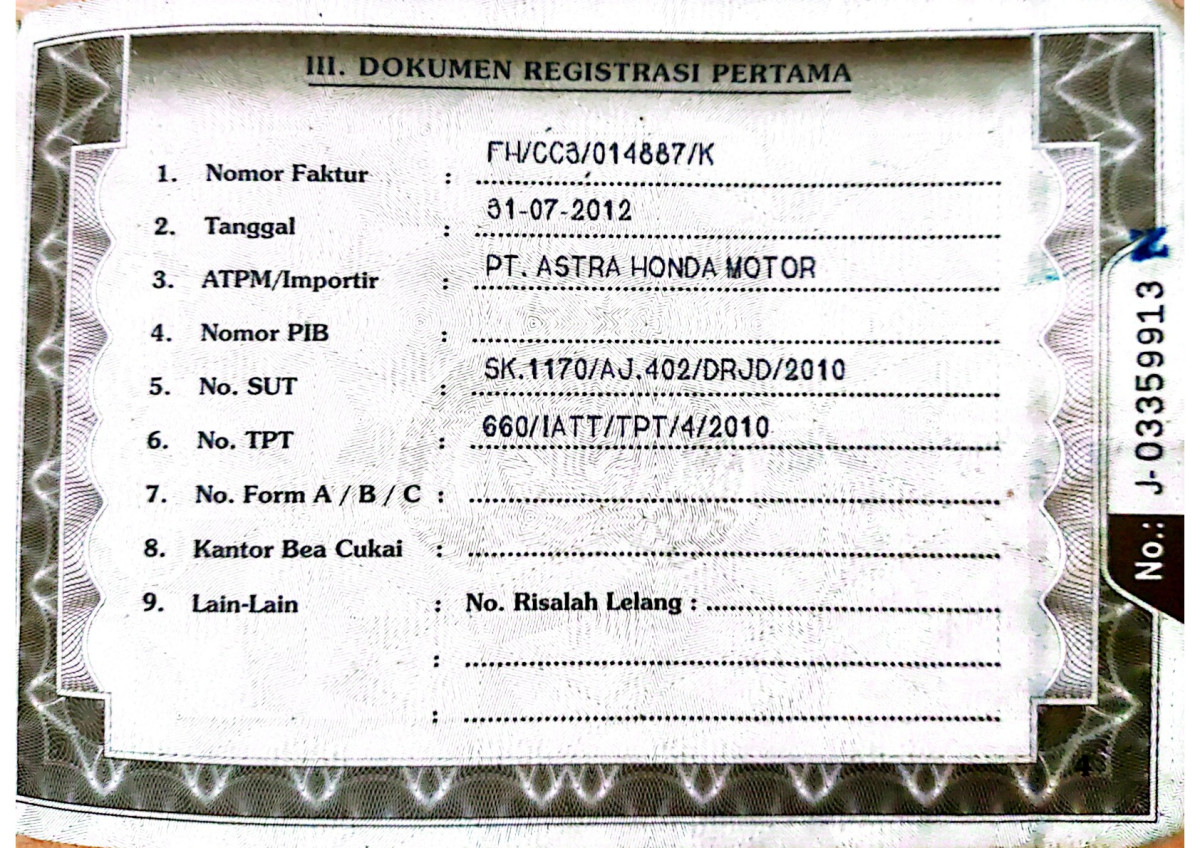 III. DOKUMEN REGISTRASI PERTAMA
1. Nomor Faktur : FH/CC3/014887/K
2. Tanggal : 31-07-2012
3. ATPM/Importir : PT. ASTRA HONDA MOTOR
4. Nomor PIB :
5. No. SUT : SK.1170/AJ.402/DRJD/2010
6. No. TPT : 660/IATT/TPT/4/2010
7. No. Form A / B / C :
8. Kantor Bea Cukai :
9. Lain-Lain : No. Risalah Lelang :
:
:
No.: J-03359913 N
4